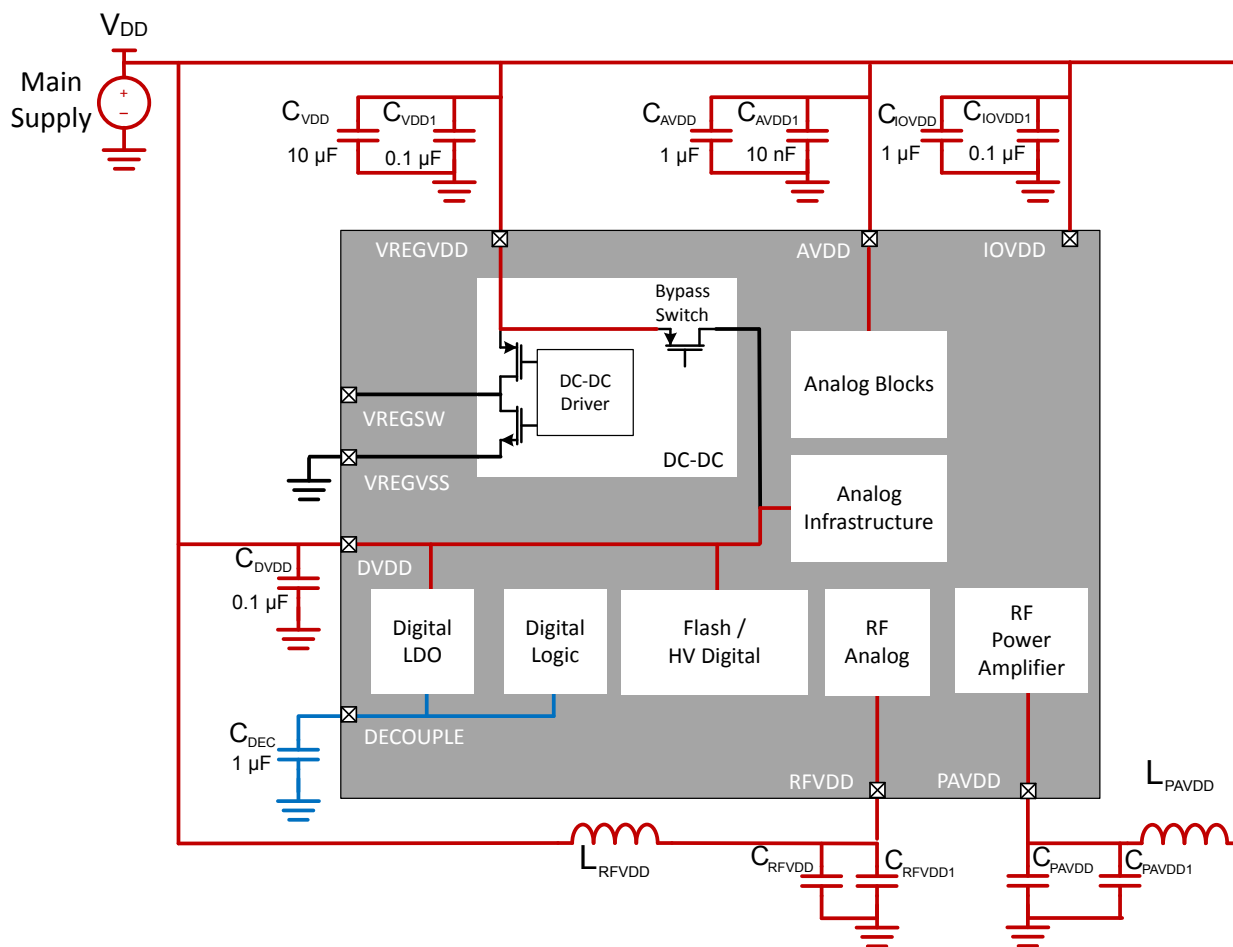 VDD
Main
Supply
+
−
CVDD
10 µF
CVDD1
0.1 µF
CAVDD
1 µF
CAVDD1
10 nF
CIOVDD
1 µF
CIOVDD1
0.1 µF
VREGVDD
AVDD
IOVDD
Bypass
Switch
DC-DC
Driver
DC-DC
VREGSW
VREGVSS
Analog Blocks
Analog
Infrastructure
CDVDD
0.1 µF
DVDD
Digital
LDO
Digital
Logic
Flash /
HV Digital
RF
Analog
RF
Power
Amplifier
CDEC
1 µF
DECOUPLE
RFVDD
PAVDD
LPAVDD
LRFVDD
CRFVDD
CRFVDD1
CPAVDD
CPAVDD1